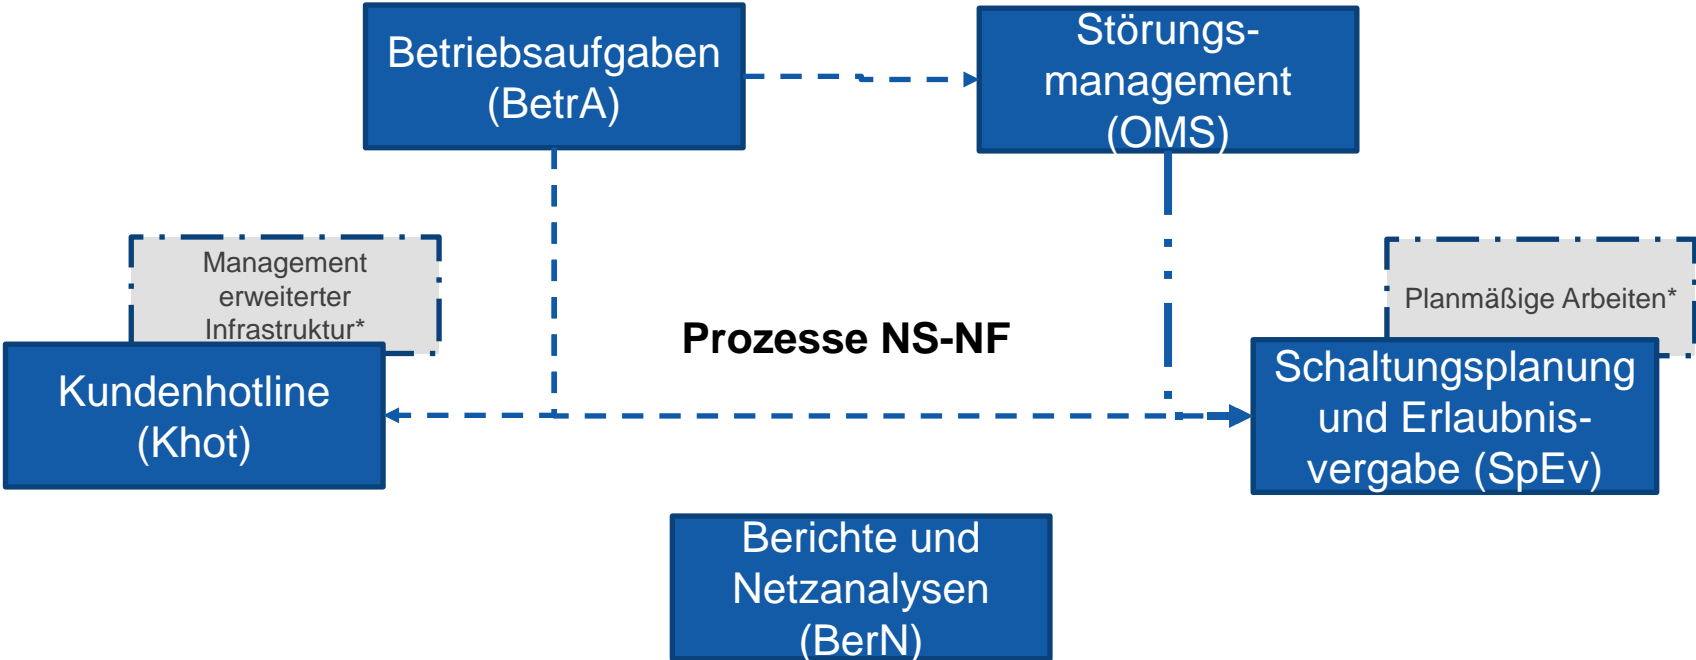 Betriebsaufgaben
(BetrA)
Störungs-
management
(OMS)
Management
erweiterter
Infrastruktur*
Planmäßige Arbeiten*
Prozesse NS-NF
Kundenhotline
(Khot)
Schaltungsplanung
und Erlaubnis-
vergabe (SpEv)
Berichte und
Netzanalysen
(BerN)